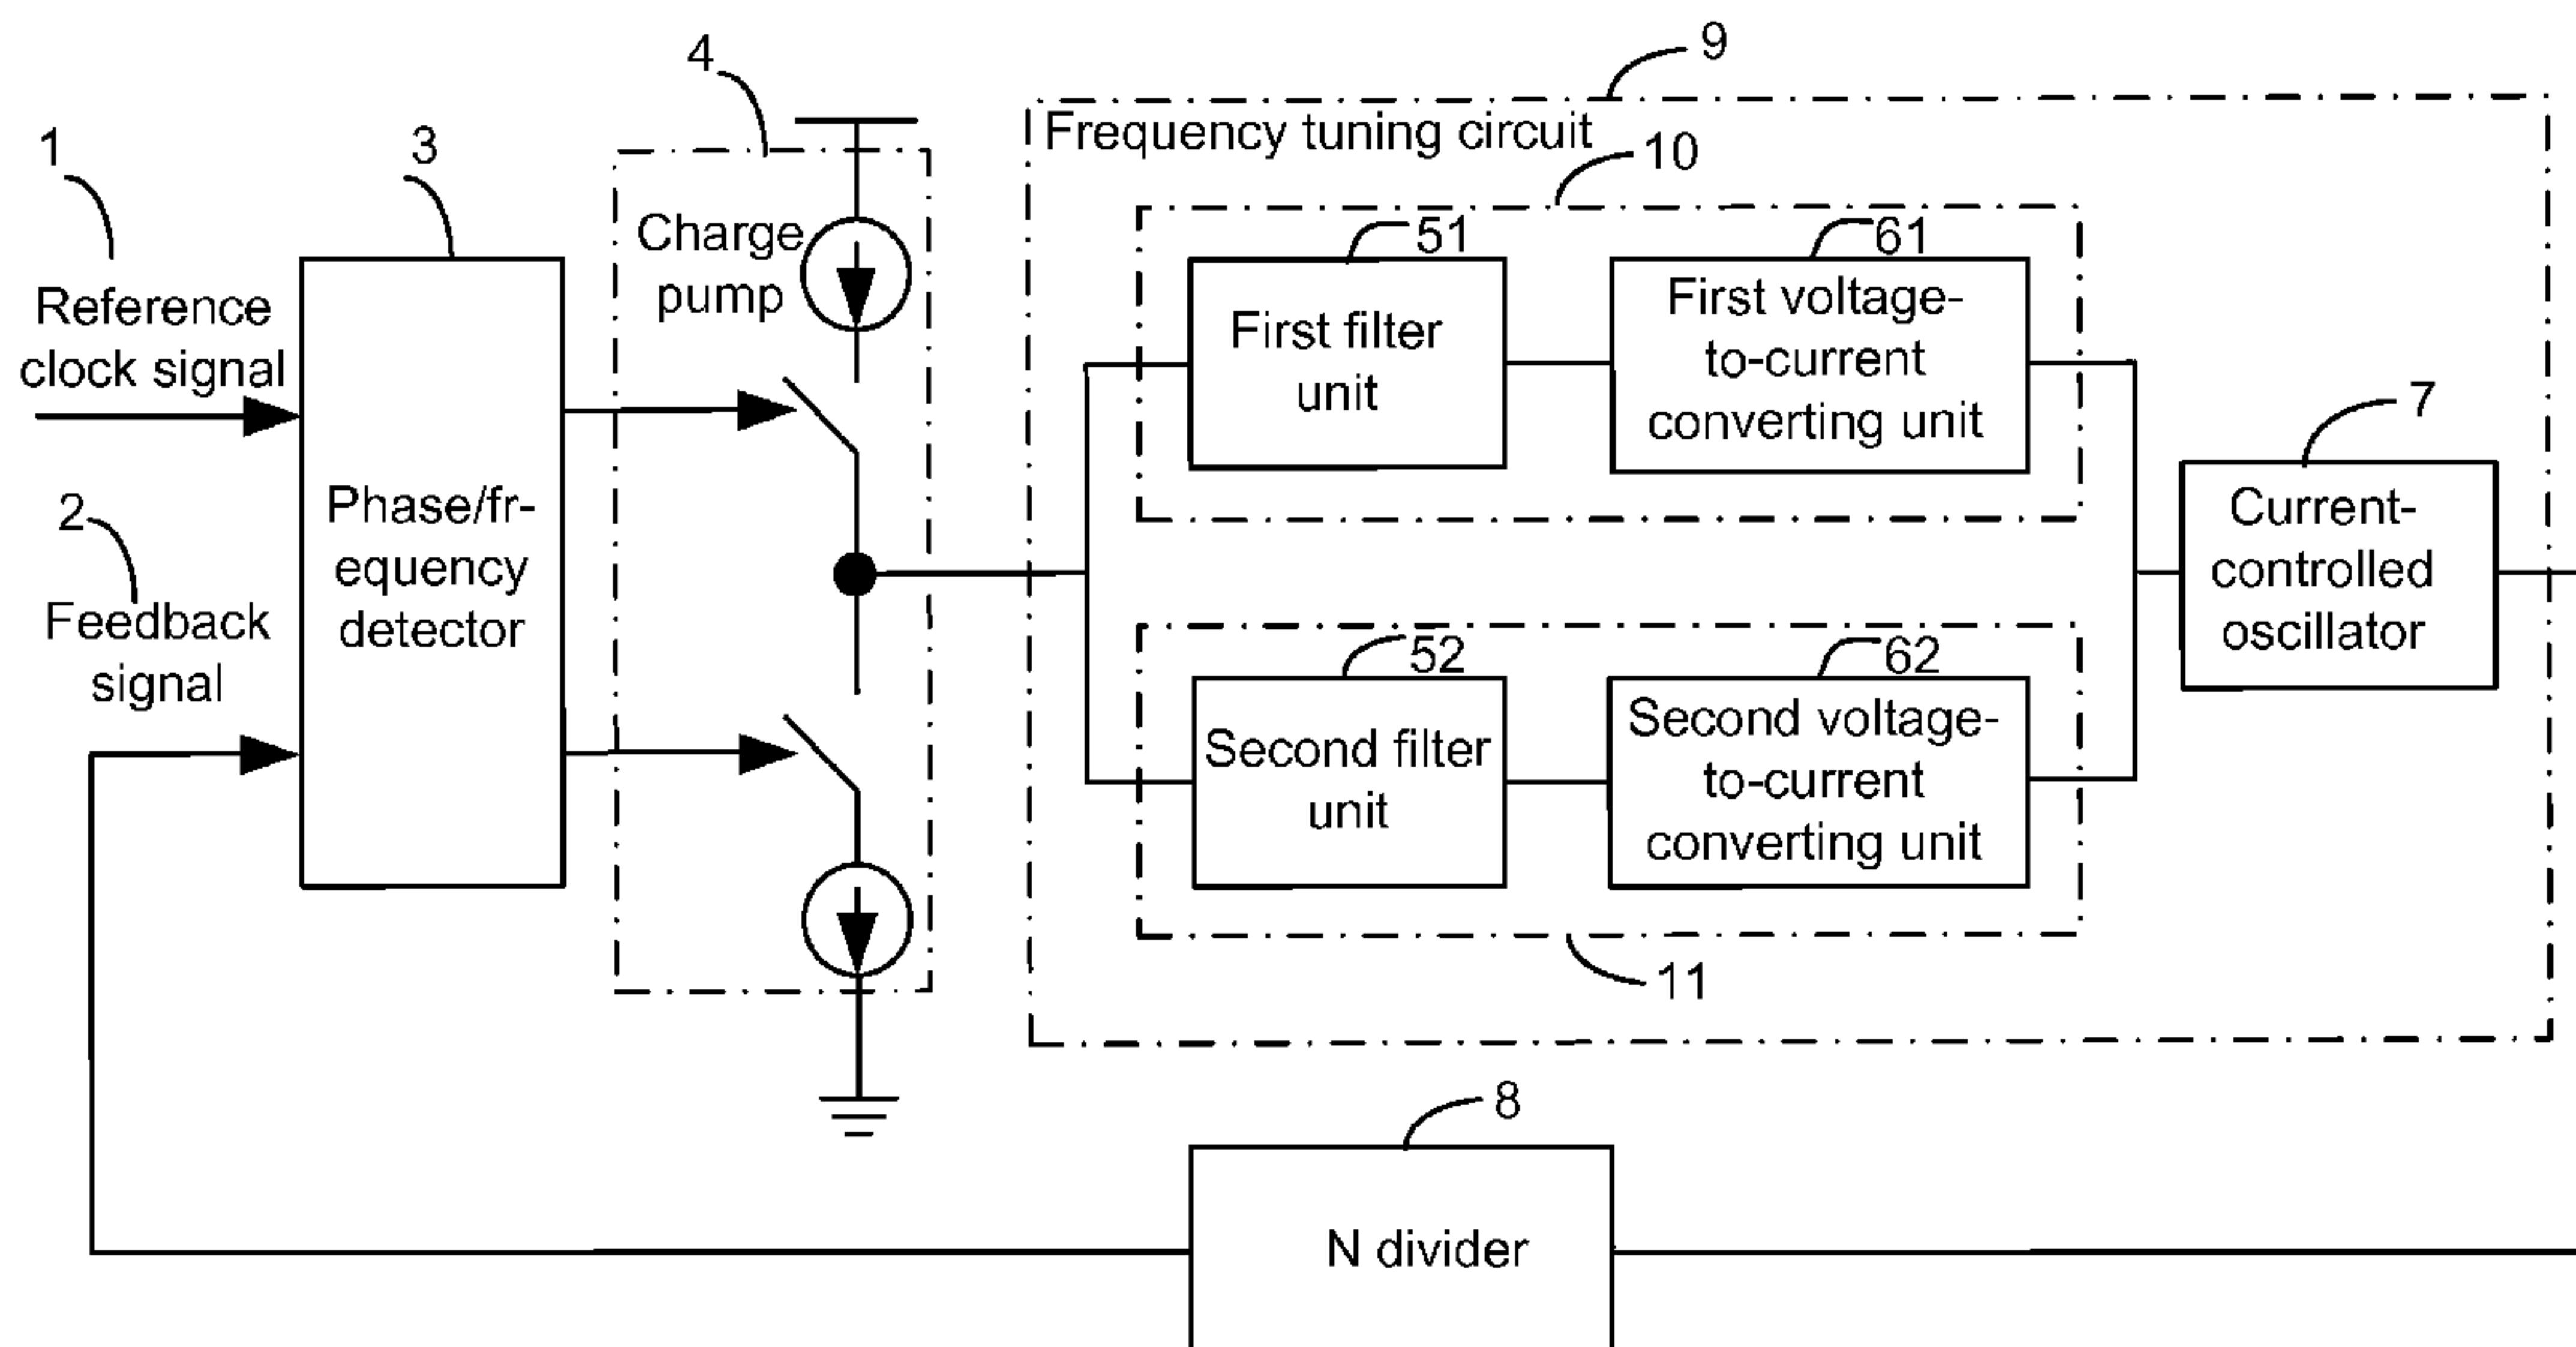 9
4
Frequency tuning circuit
10
1
3
Charge
pump
51
61
Reference
clock signal
First filter
unit
First voltage-
to-current
converting unit
7
2
Phase/fr-
equency
detector
Current-
controlled
oscillator
Feedback
signal
52
62
Second filter
unit
Second voltage-
to-current
converting unit
11
8
N divider